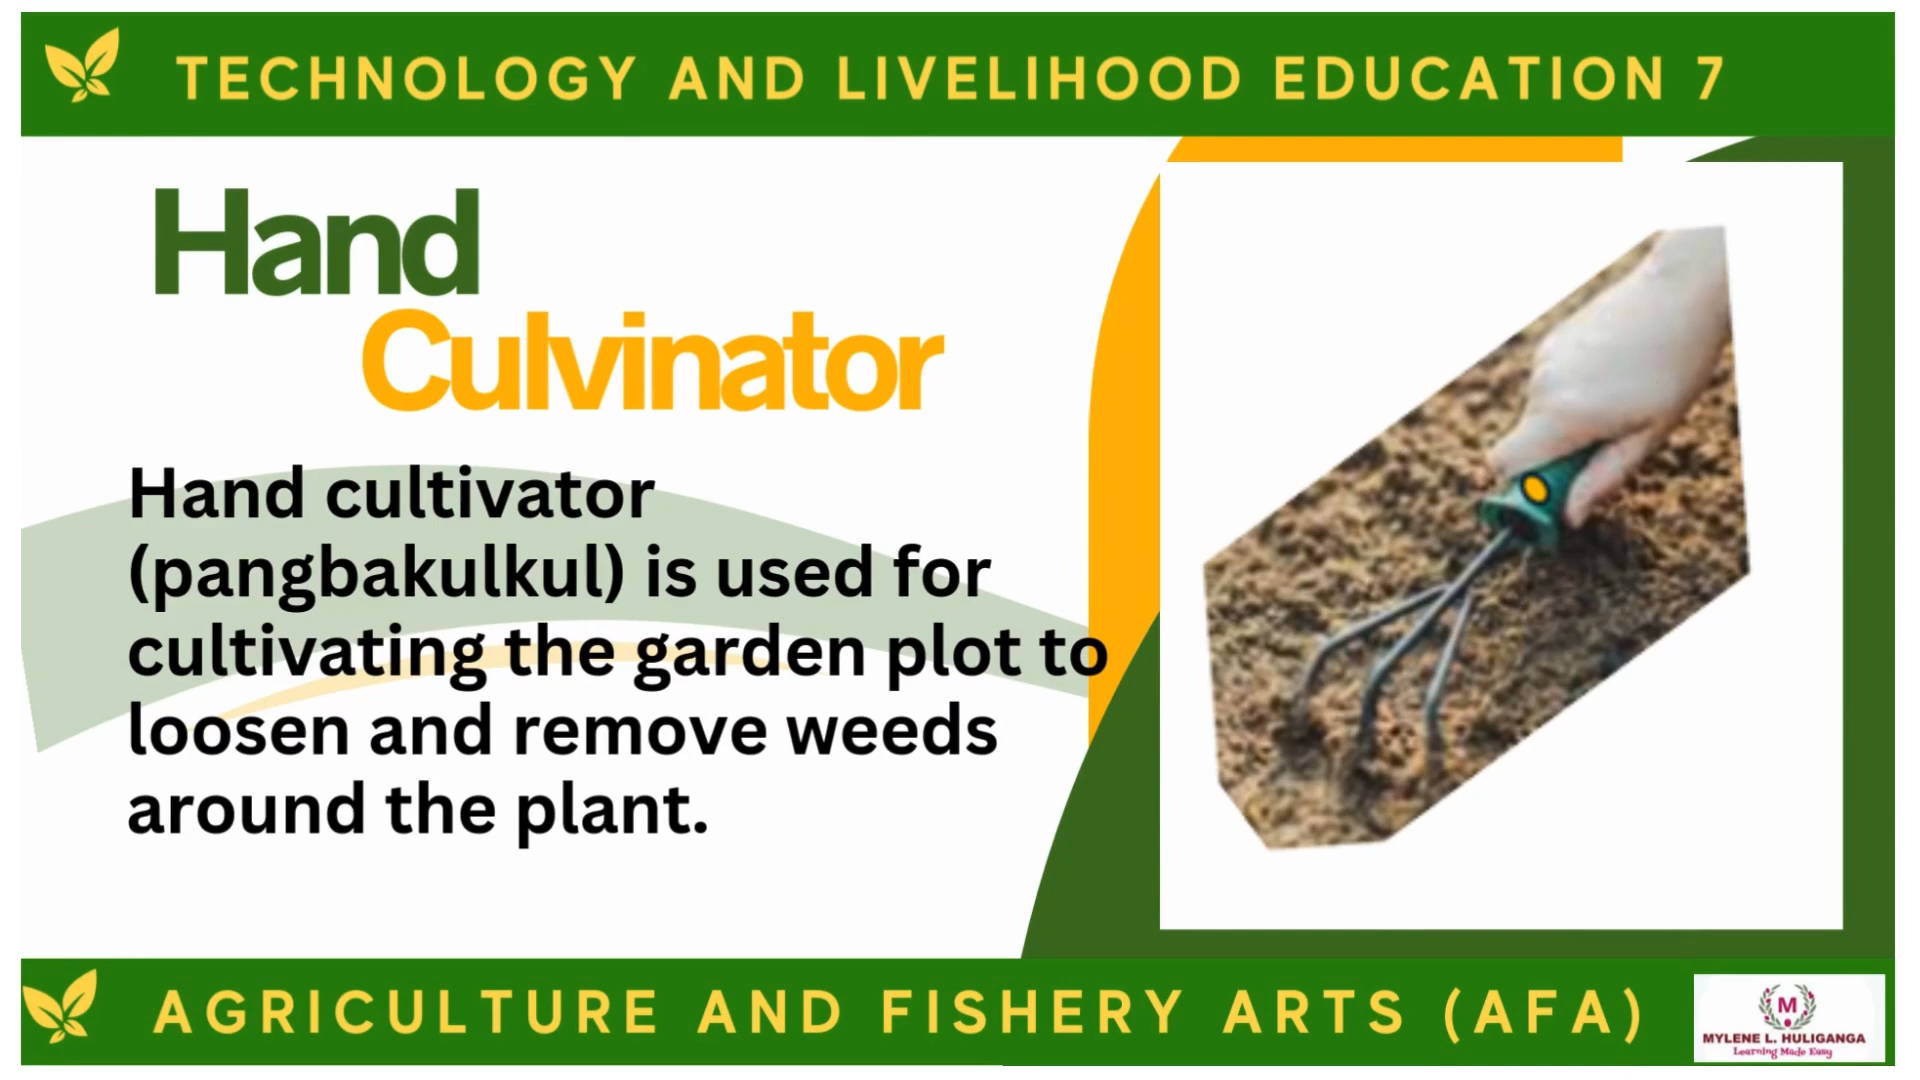 TECHNOLOGY AND LIVELIHOOD EDUCATION 7
Hand
Culvinator
Hand cultivator
(pangbakulkul) is used for
cultivating the garden plot to
loosen and remove weeds
around the plant.
AGRICULTURE AND FISHERY ARTS (AFA)
M
MYLENE L. HULIGANGA
Learning Made Easy